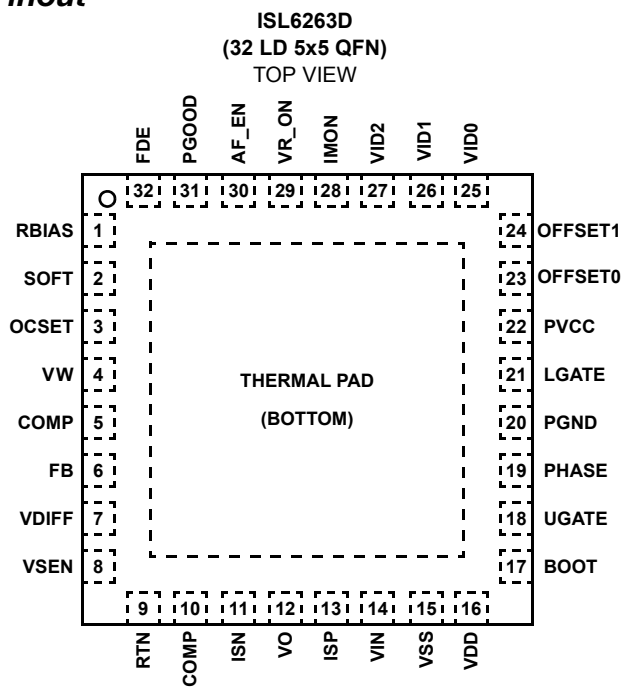 ISL6263D
(32 LD 5x5 QFN)
TOP VIEW
FDE
PGOOD
AF_EN
VR_ON
IMON
VID2
VID1
VID0
32 31 30 29 28 27 26 25
RBIAS 1
SOFT 2
OCSET 3
VW 4
COMP 5
FB 6
VDIFF 7
VSEN 8
THERMAL PAD
(BOTTOM)
24 OFFSET1
23 OFFSET0
22 PVCC
21 LGATE
20 PGND
19 PHASE
18 UGATE
17 BOOT
9 10 11 12 13 14 15 16
RTN
COMP
ISN
VO
ISP
VIN
VSS
VDD